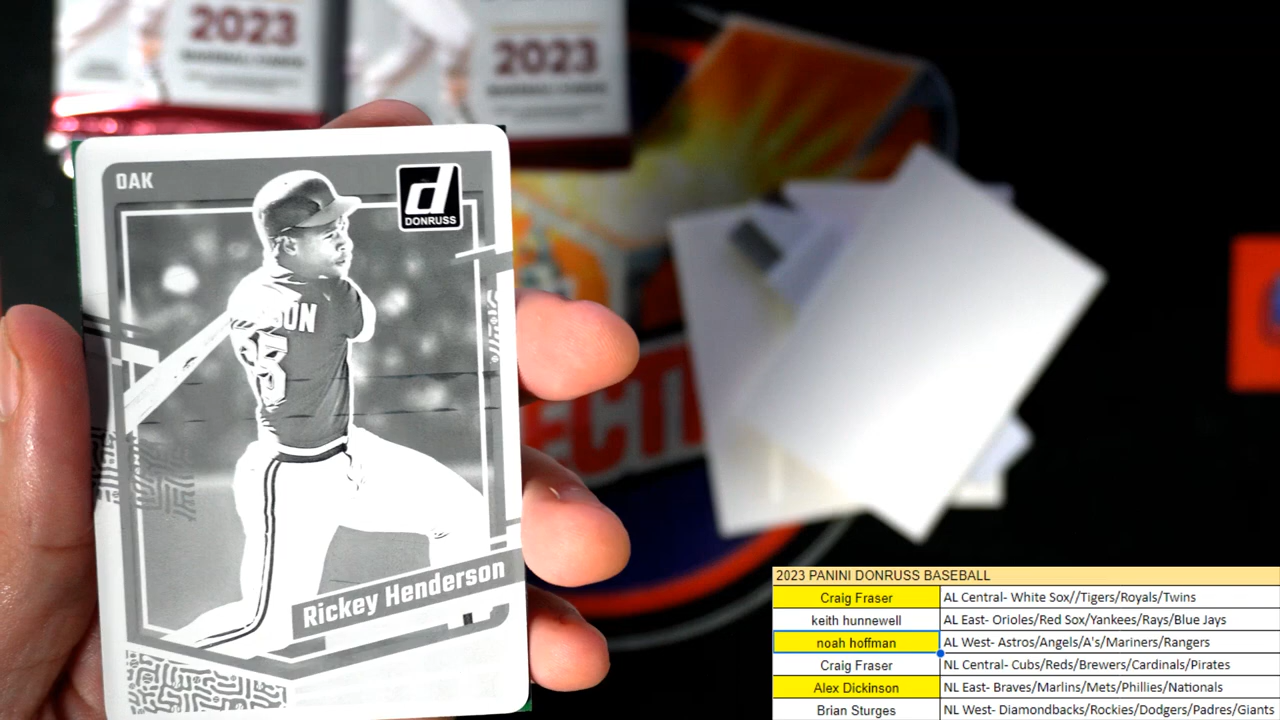 2023
2023
OAK
d
DONRUSS
ON
Rickey Henderson
ECTI
2023 PANINI DONRUSS BASEBALL
Craig Fraser AL Central- White Sox//Tigers/Royals/Twins
keith hunnewell AL East- Orioles/Red Sox/Yankees/Rays/Blue Jays
noah hoffman AL West- Astros/Angels/A's/Mariners/Rangers
Craig Fraser NL Central- Cubs/Reds/Brewers/Cardinals/Pirates
Alex Dickinson NL East- Braves/Marlins/Mets/Phillies/Nationals
Brian Sturges NL West- Diamondbacks/Rockies/Dodgers/Padres/Giants